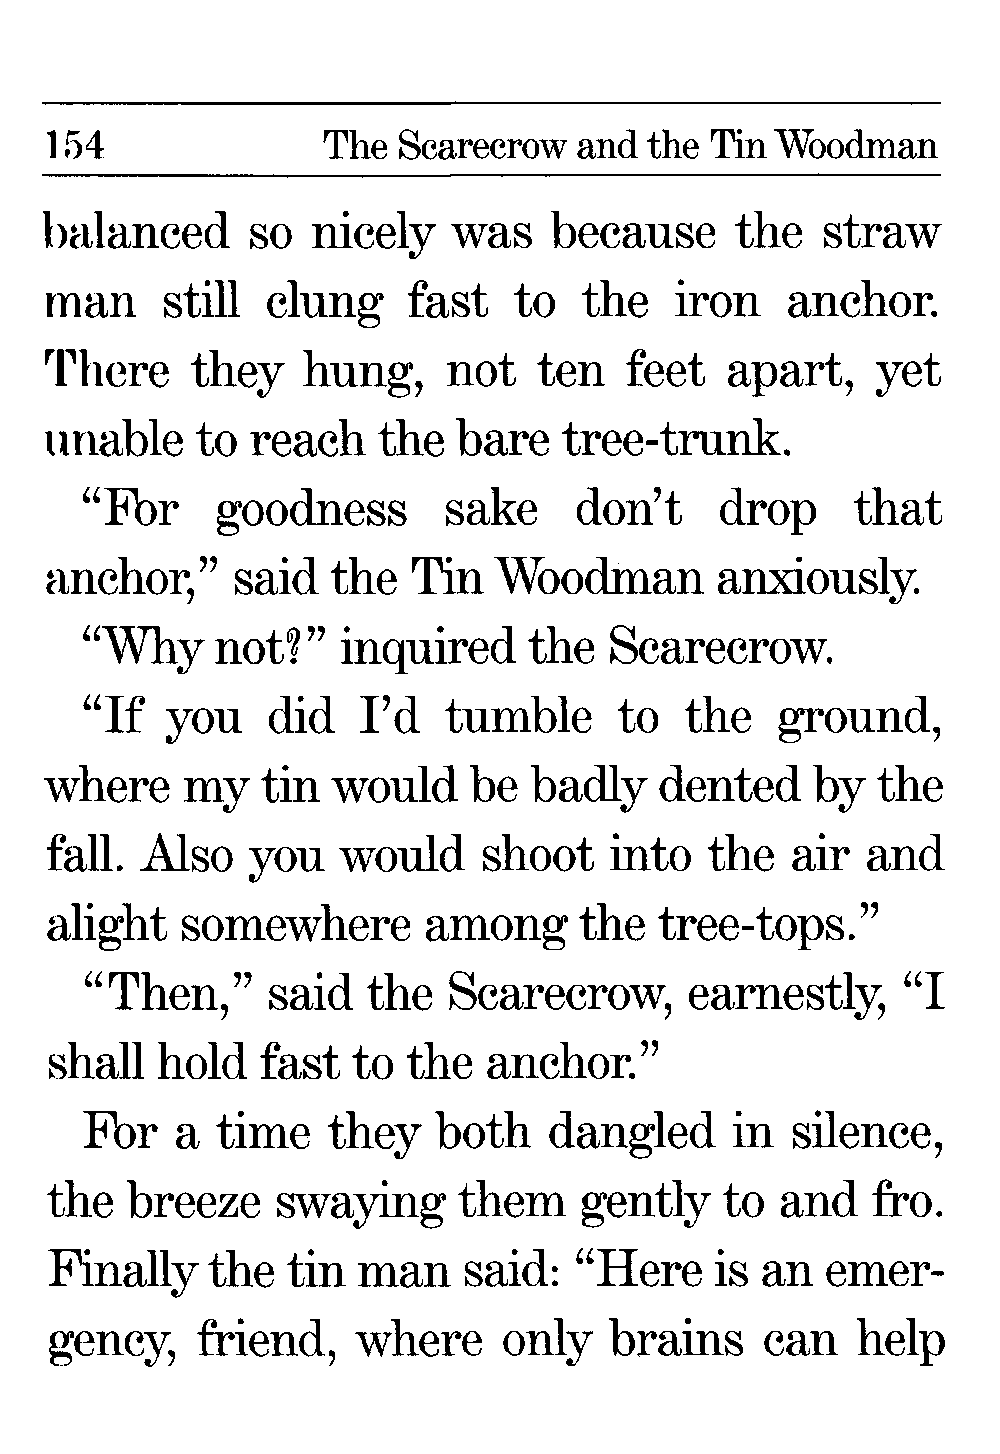 154 The Scarecrow and the Tin Woodman
balanced so nicely was because the straw
man still clung fast to the iron anchor.
There they hung, not ten feet apart, yet
unable to reach the bare tree-trunk.
“For goodness sake don’t drop that
anchor,” said the Tin Woodman anxiously.
“Why not?” inquired the Scarecrow.
“If you did I’d tumble to the ground,
where my tin would be badly dented by the
fall. Also you would shoot into the air and
alight somewhere among the tree-tops.”
“Then,” said the Scarecrow, earnestly, “I
shall hold fast to the anchor.”
For a time they both dangled in silence,
the breeze swaying them gently to and fro.
Finally the tin man said: “Here is an emer-
gency, friend, where only brains can help